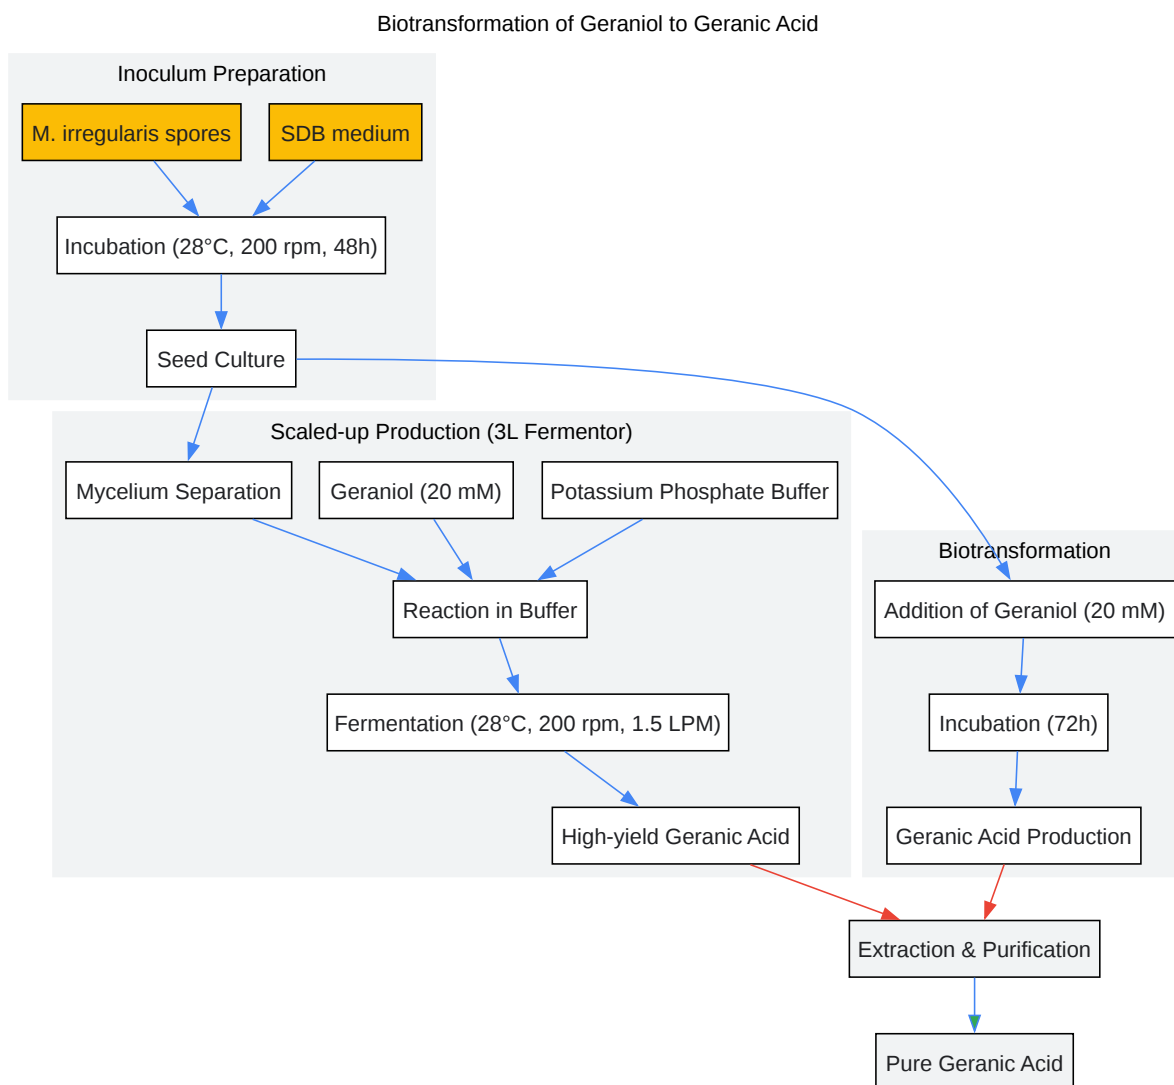 Biotransformation of Geraniol to Geranic Acid
Inoculum Preparation
M. irregularis spores
SDB medium
Incubation (28°C, 200 rpm, 48h)
Seed Culture
Scaled-up Production (3L Fermentor)
Mycelium Separation
Geraniol (20 mM)
Potassium Phosphate Buffer
Reaction in Buffer
Fermentation (28°C, 200 rpm, 1.5 LPM)
High-yield Geranic Acid
Biotransformation
Addition of Geraniol (20 mM)
Incubation (72h)
Geranic Acid Production
Extraction & Purification
Pure Geranic Acid